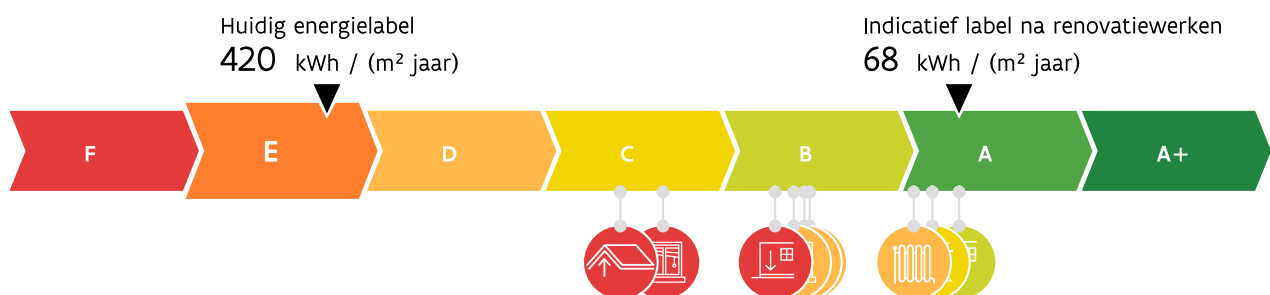 Huidig energielabel
420 kWh / (m² jaar)
Indicatief label na renovatiewerken
68 kWh / (m² jaar)
F E D C B A A+